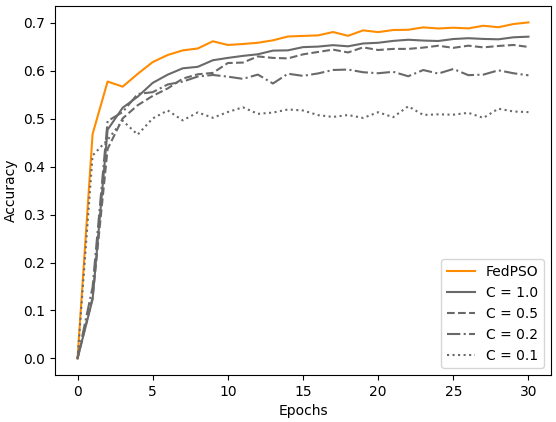 0.7
0.6
0.5
0.4
0.3
0.2
0.1
0.0
Accuracy
FedPSO
C = 1.0
C = 0.5
C = 0.2
C = 0.1
0 5 10 15 20 25 30
Epochs